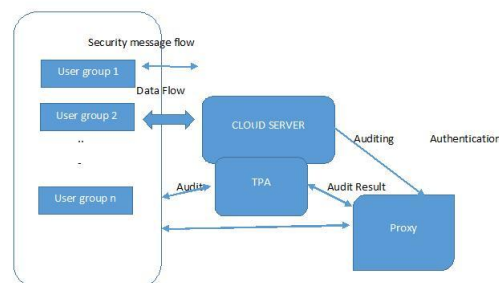 Security message flow
User group 1
Data Flow
User group 2
CLOUD SERVER
..
Auditing
Authentication
-
Audit
TPA
Audit Result
User group n
Proxy